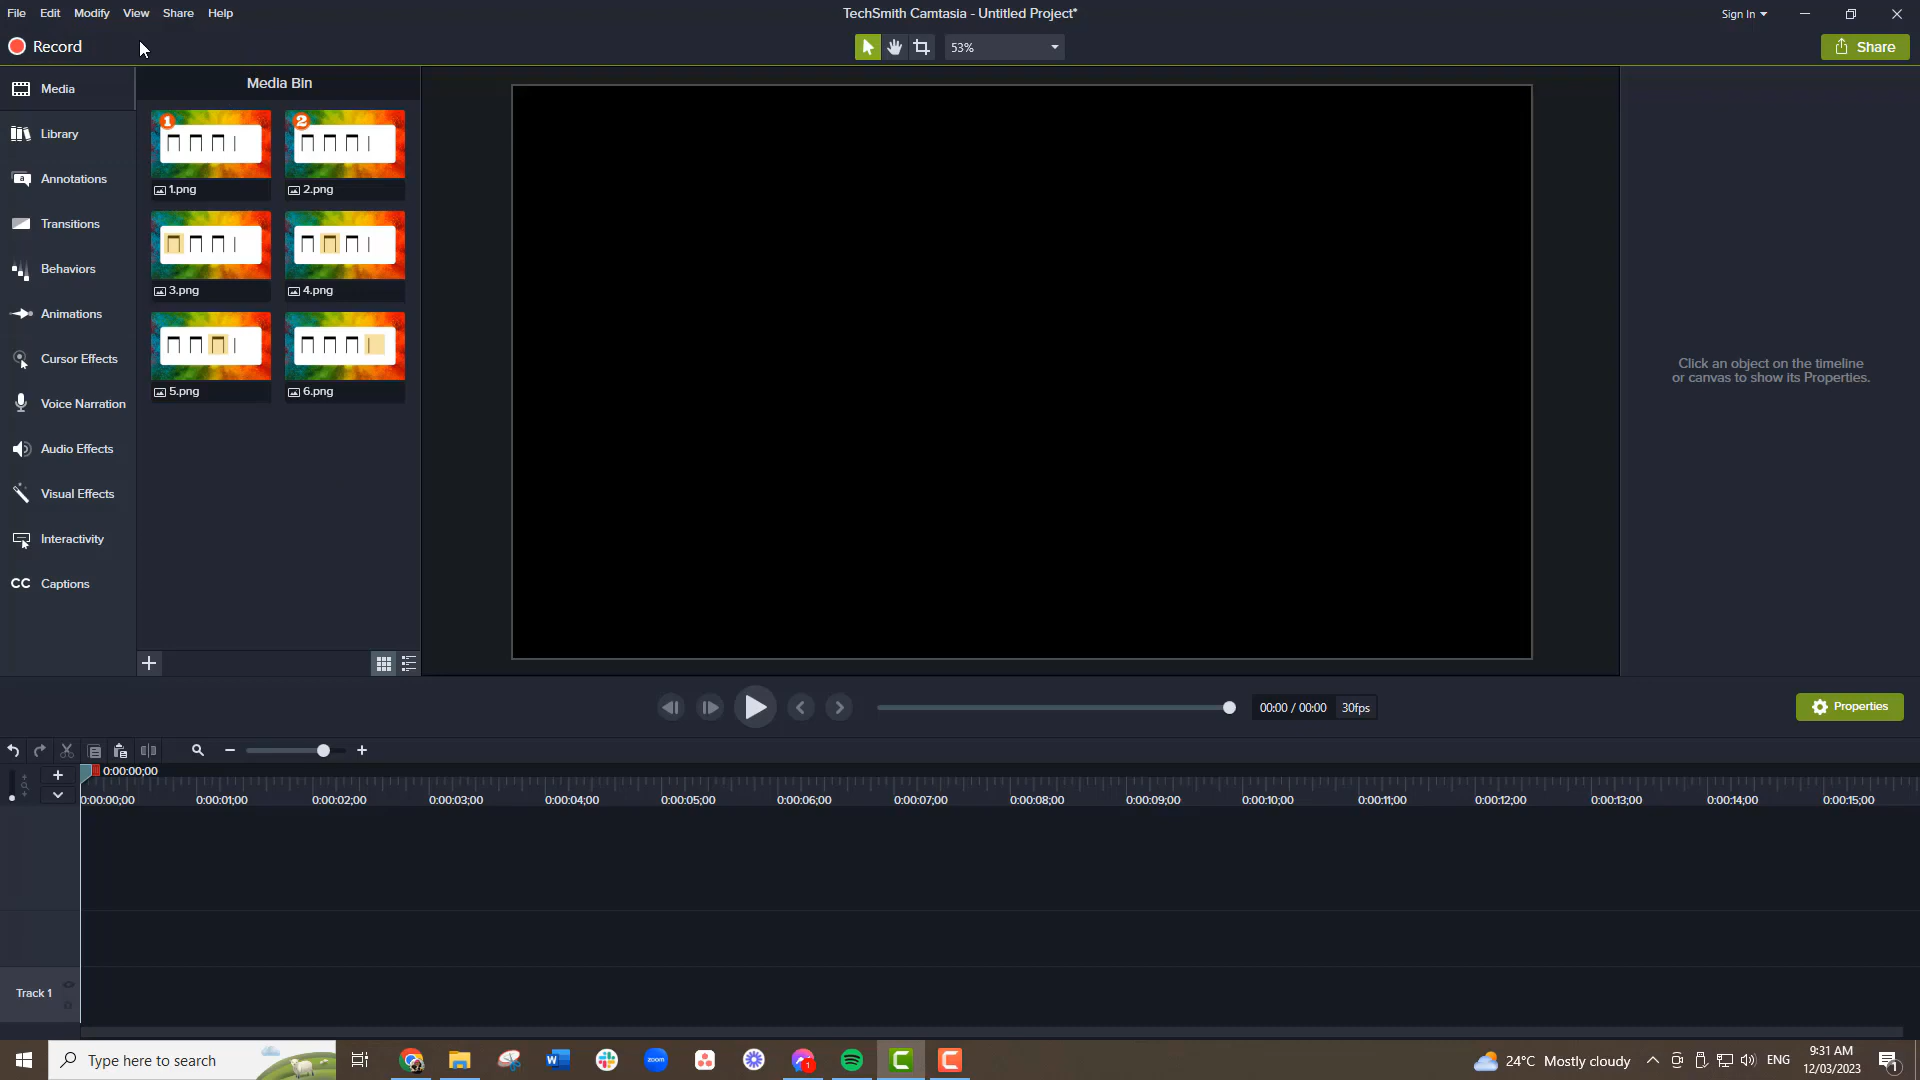 File Edit Modify View Share Help
TechSmith Camtasia - Untitled Project*
Sign In
Record
53%
Share
Media
Library
Annotations
Transitions
Behaviors
Animations
Cursor Effects
Voice Narration
Audio Effects
Visual Effects
Interactivity
CC Captions
Media Bin
1
2
1.png
2.png
3.png
4.png
5.png
6.png
Click an object on the timeline
or canvas to show its Properties.
00:00 / 00:00 30fps
Properties
0:00:00;00
0:00:00;00 0:00:01;00 0:00:02;00 0:00:03;00 0:00:04;00 0:00:05;00 0:00:06;00 0:00:07;00 0:00:08;00 0:00:09;00 0:00:10;00 0:00:11;00 0:00:12;00 0:00:13;00 0:00:14;00 0:00:15;00
Track 1
Type here to search
zoom
1
24°C Mostly cloudy
ENG
9:31 AM
12/03/2023
1